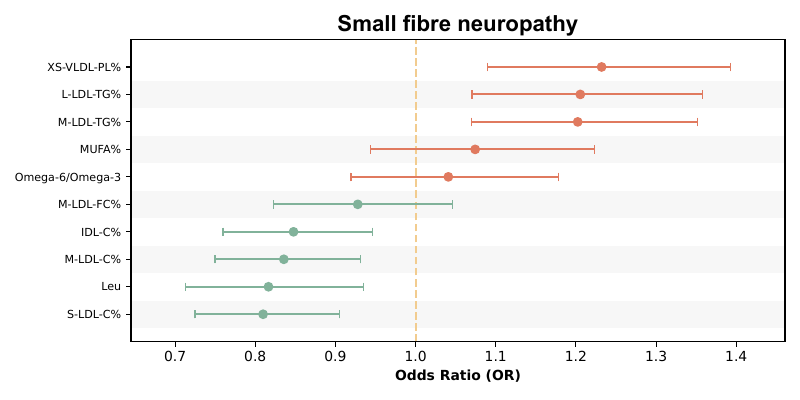 Small fibre neuropathy
XS-VLDL-PL%
L-LDL-TG%
M-LDL-TG%
MUFA%
Omega-6/Omega-3
M-LDL-FC%
IDL-C%
M-LDL-C%
Leu
S-LDL-C%
0.7 0.8 0.9 1.0 1.1 1.2 1.3 1.4
Odds Ratio (OR)